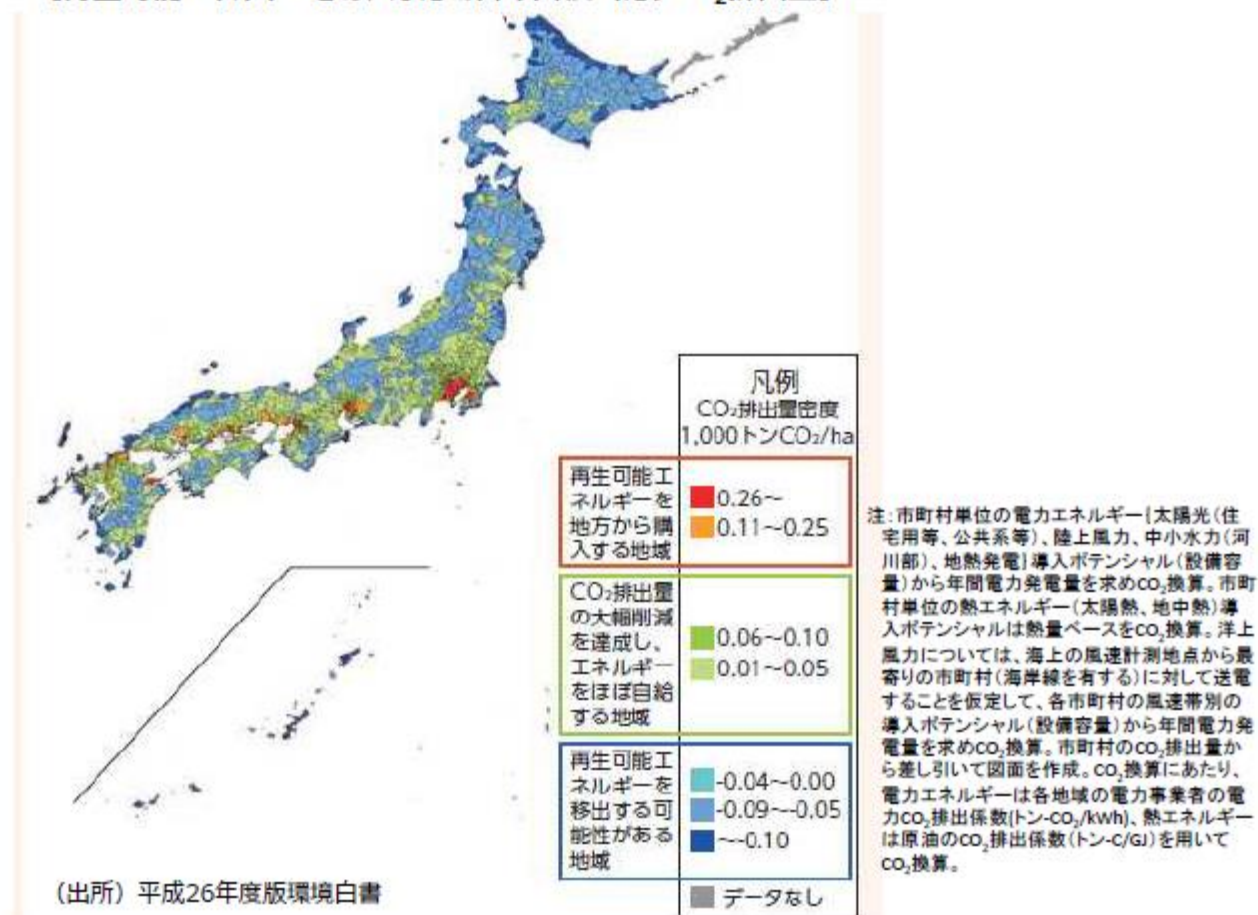 凡例
CO₂排出量密度
1,000トンCO₂/ha
再生可能エ
ネルギーを
地方から購
入する地域
0.26～
0.11～0.25
CO₂排出量
の大幅削減
を達成し、
エネルギー
をほぼ自給
する地域
0.06～0.10
0.01～0.05
再生可能エ
ネルギーを
移出する可
能性がある
地域
-0.04～0.00
-0.09～-0.05
～-0.10
データなし
（出所）平成26年度版環境白書
注：市町村単位の電力エネルギー{太陽光（住
宅用等、公共系等）、陸上風力、中小水力（河
川部）、地熱発電}導入ポテンシャル（設備容
量）から年間電力発電量を求めCO₂換算。市町
村単位の熱エネルギー（太陽熱、地中熱）導
入ポテンシャルは熱量ベースをCO₂換算。洋上
風力については、海上の風速計測地点から最
寄りの市町村（海岸線を有する）に対して送電
することを仮定して、各市町村の風速帯別の
導入ポテンシャル（設備容量）から年間電力発
電量を求めCO₂換算。市町村のCO₂排出量か
ら差し引いて図面を作成。CO₂換算にあたり、
電力エネルギーは各地域の電力事業者の電
力CO₂排出係数(トン-CO₂/kWh)、熱エネルギー
は原油のCO₂排出係数（トン-C/GJ）を用いて
CO₂換算。